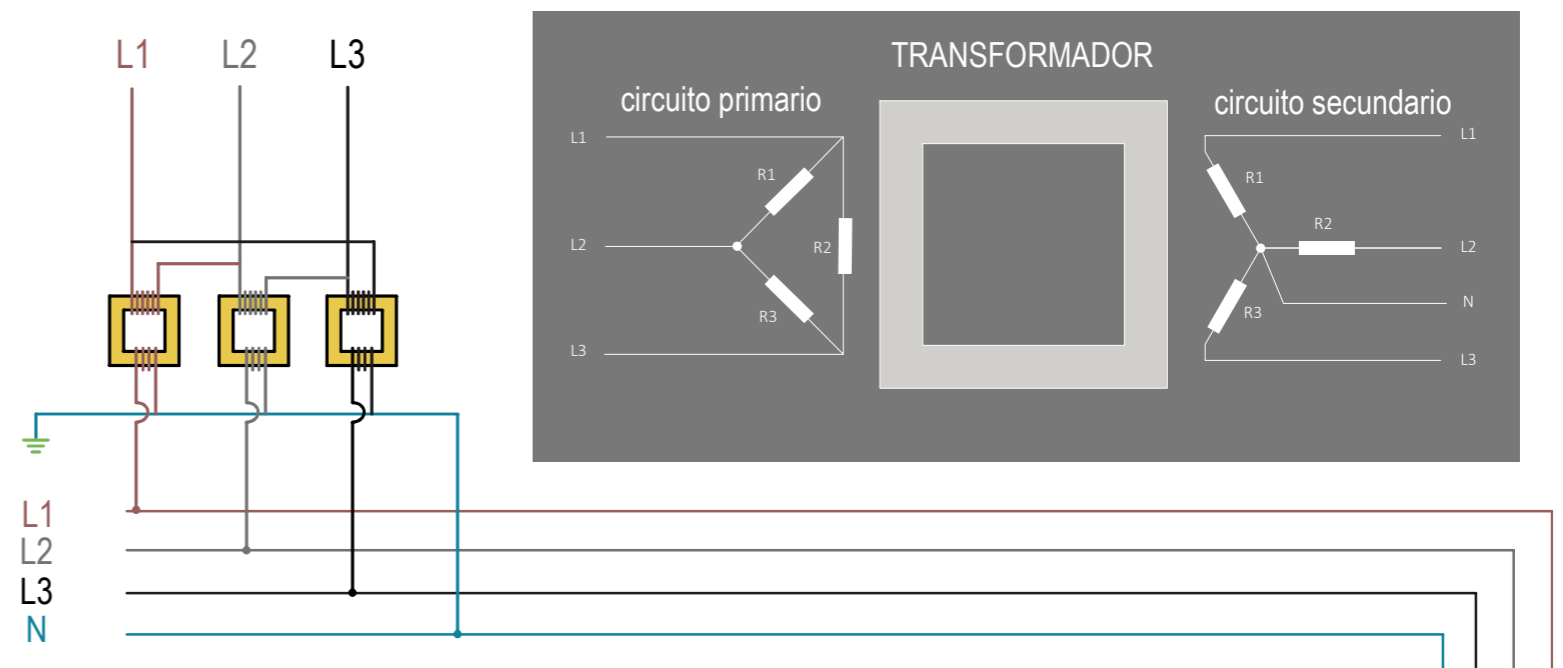 L1 L2 L3
TRANSFORMADOR
circuito primario
circuito secundario
L1
R1
L2
R2
R3
L3
L1
R1
R2
L2
N
R3
L3
L1
L2
L3
N